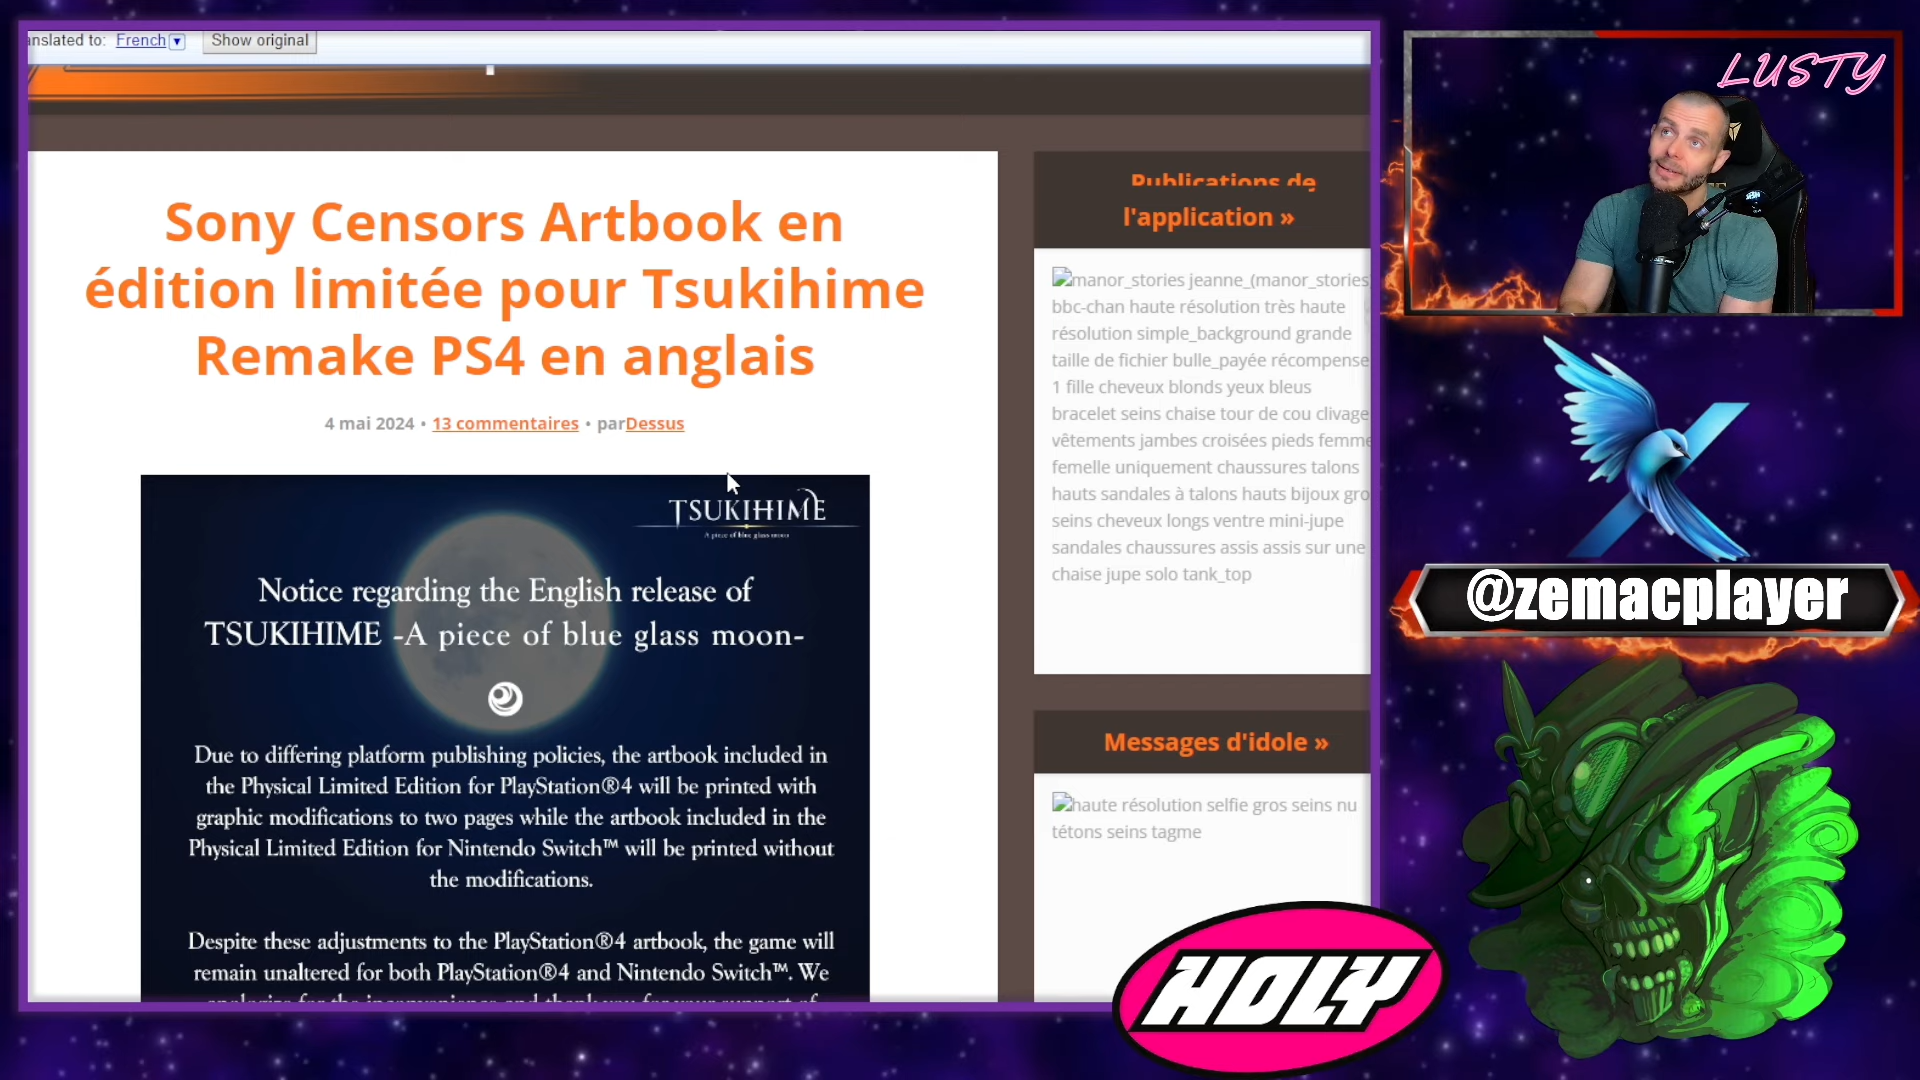 anslated to: French Show original
Sony Censors Artbook en
édition limitée pour Tsukihime
Remake PS4 en anglais
4 mai 2024 • 13 commentaires • parDessus
TSUKIHIME
A piece of blue glass moon
Notice regarding the English release of
TSUKIHIME -A piece of blue glass moon-
Due to differing platform publishing policies, the artbook included in
the Physical Limited Edition for PlayStation®4 will be printed with
graphic modifications to two pages while the artbook included in the
Physical Limited Edition for Nintendo Switch™ will be printed without
the modifications.
Despite these adjustments to the PlayStation®4 artbook, the game will
remain unaltered for both PlayStation®4 and Nintendo Switch™. We
Publications de
l'application »
manor_stories jeanne_(manor_stories)
bbc-chan haute résolution très haute
résolution simple_background grande
taille de fichier bulle_payée récompense
1 fille cheveux blonds yeux bleus
bracelet seins chaise tour de cou clivage
vêtements jambes croisées pieds femme
femelle uniquement chaussures talons
hauts sandales à talons hauts bijoux gro
seins cheveux longs ventre mini-jupe
sandales chaussures assis assis sur une
chaise jupe solo tank_top
Messages d'idole »
haute résolution selfie gros seins nu
tétons seins tagme
LUSTY
@zemacplayer
HOLY